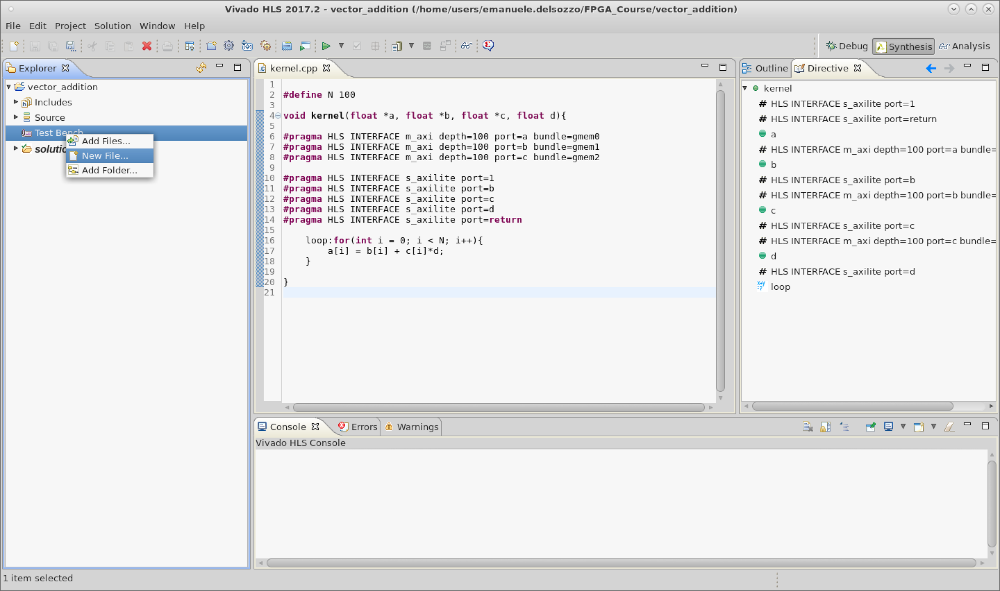 Vivado HLS 2017.2 - vector_addition (/home/users/emanuele.delsozzo/FPGA_Course/vector_addition)
File Edit Project Solution Window Help
Debug Synthesis Analysis
Explorer
vector_addition
Includes
Source
Test Bench
Add Files...
New File...
Add Folder...
kernel.cpp
1
2 #define N 100
3
4 void kernel(float *a, float *b, float *c, float d){
5
6 #pragma HLS INTERFACE m_axi depth=100 port=a bundle=gmem0
7 #pragma HLS INTERFACE m_axi depth=100 port=b bundle=gmem1
8 #pragma HLS INTERFACE m_axi depth=100 port=c bundle=gmem2
9
10 #pragma HLS INTERFACE s_axilite port=1
11 #pragma HLS INTERFACE s_axilite port=b
12 #pragma HLS INTERFACE s_axilite port=c
13 #pragma HLS INTERFACE s_axilite port=d
14 #pragma HLS INTERFACE s_axilite port=return
15
16 loop:for(int i = 0; i < N; i++){
17 a[i] = b[i] + c[i]*d;
18 }
19
20 }
21
Outline Directive
kernel
# HLS INTERFACE s_axilite port=1
# HLS INTERFACE s_axilite port=return
a
# HLS INTERFACE m_axi depth=100 port=a bundle=
b
# HLS INTERFACE s_axilite port=b
# HLS INTERFACE m_axi depth=100 port=b bundle=
c
# HLS INTERFACE s_axilite port=c
# HLS INTERFACE m_axi depth=100 port=c bundle=
d
# HLS INTERFACE s_axilite port=d
loop
Console Errors Warnings
Vivado HLS Console
1 item selected